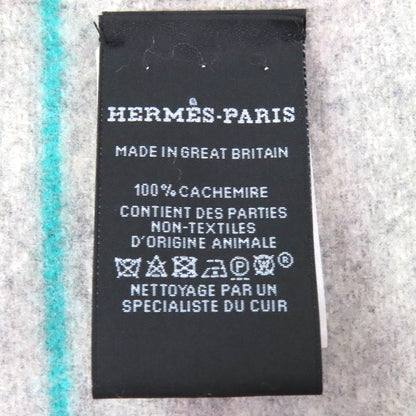 HERMÈS-PARIS
MADE IN GREAT BRITAIN
100% CACHEMIRE
CONTIENT DES PARTIES
NON-TEXTILES
D'ORIGINE ANIMALE
P ®
NETTOYAGE PAR UN
SPECIALISTE DU CUIR